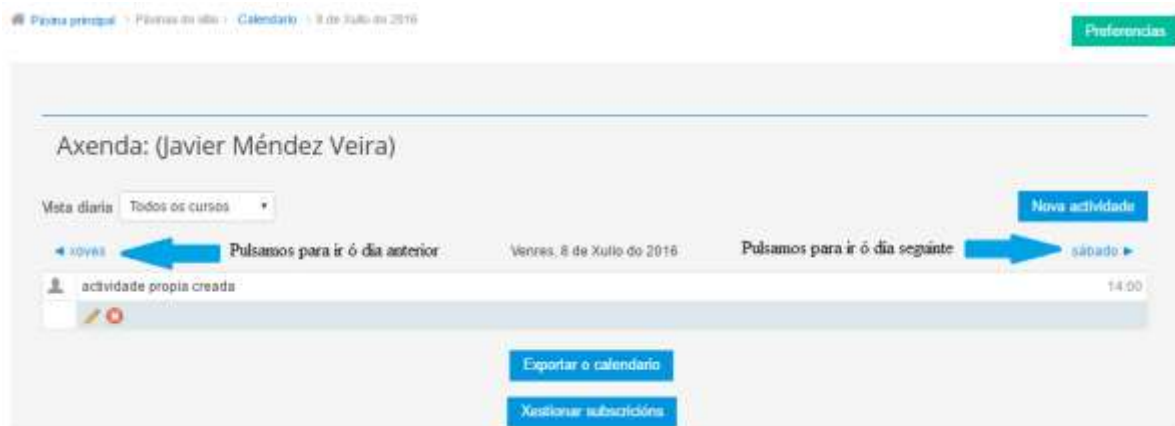 Páxina principal > Páxinas do sitio > Calendario > 8 de Xullo do 2016
Preferencias
Axenda: (Javier Méndez Veira)
Vista diaria Todos os cursos
Nova actividade
◄ xoves Pulsamos para ir ó día anterior Venres, 8 de Xullo do 2016 Pulsamos para ir ó día seguinte sábado ►
actividade propia creada 14:00
Exportar o calendario
Xestionar subscricións